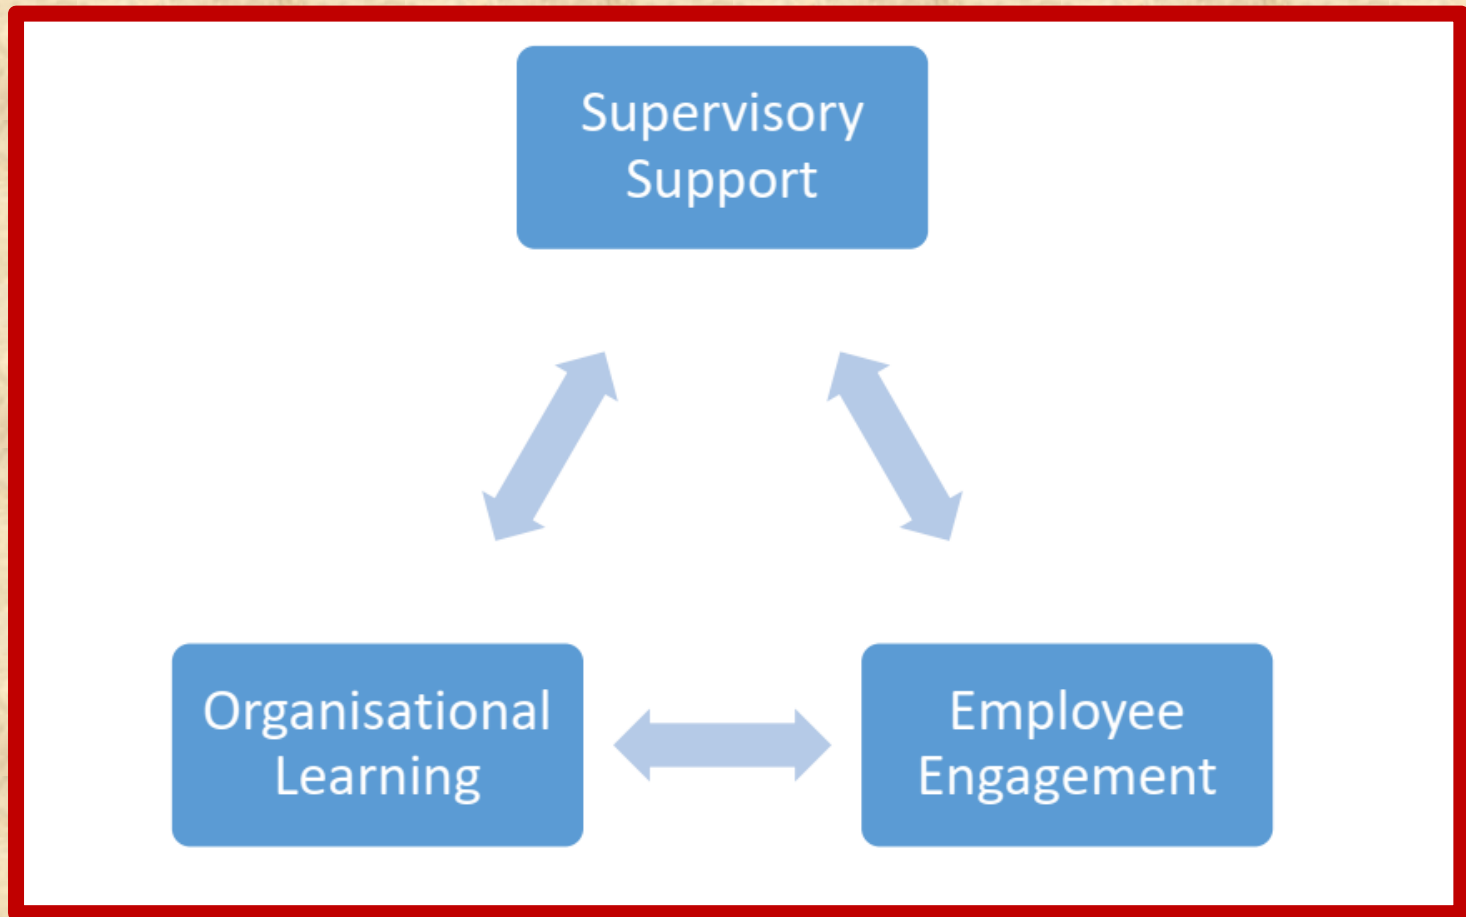 Supervisory
Support
Organisational
Learning
Employee
Engagement